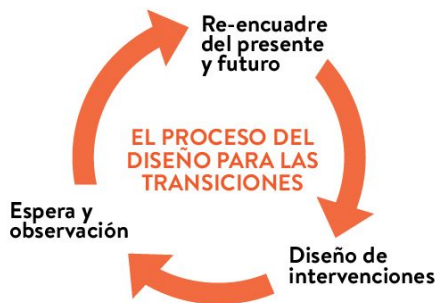 Re-encuadre
del presente
y futuro
EL PROCESO DEL
DISEÑO PARA LAS
TRANSICIONES
Espera y
observación
Diseño de
intervenciones